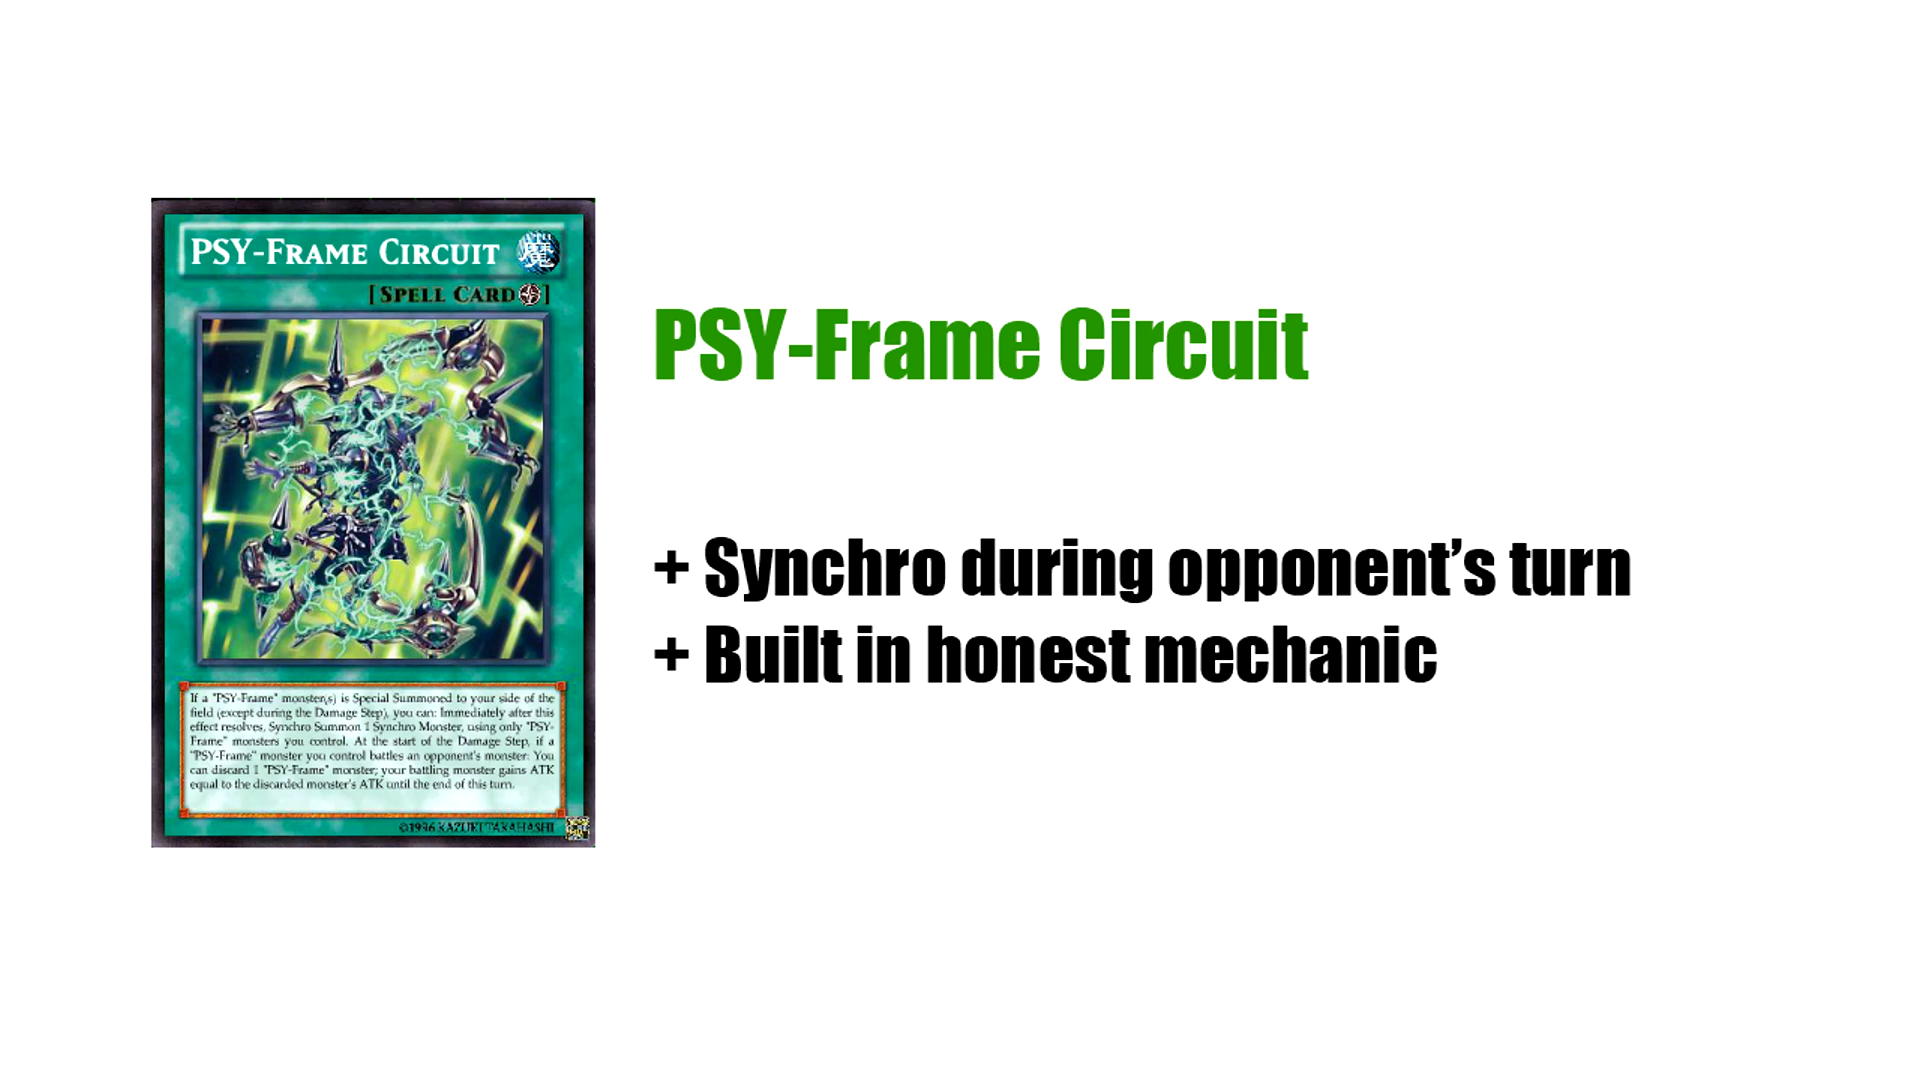 PSY-FRAME CIRCUIT 魔
[SPELL CARD]
If a "PSY-Frame" monster(s) is Special Summoned to your side of the
field (except during the Damage Step), you can: Immediately after this
effect resolves, Synchro Summon 1 Synchro Monster, using only "PSY-
Frame" monsters you control. At the start of the Damage Step, if a
"PSY-Frame" monster you control battles an opponent's monster: You
can discard 1 "PSY-Frame" monster; your battling monster gains ATK
equal to the discarded monster's ATK until the end of this turn.
©1996 KAZUKI TAKAHASHI
PSY-Frame Circuit
+ Synchro during opponent’s turn
+ Built in honest mechanic